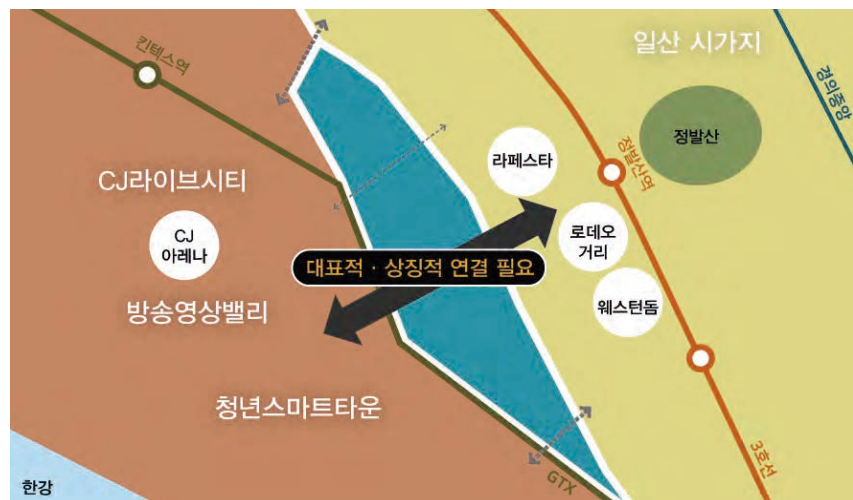 킨텍스역
일산 시가지
경의중앙
정발산
라페스타
정발산역
CJ라이브시티
CJ
아레나
로데오
거리
대표적 · 상징적 연결 필요
웨스턴돔
방송영상밸리
청년스마트타운
3호선
GTX
한강